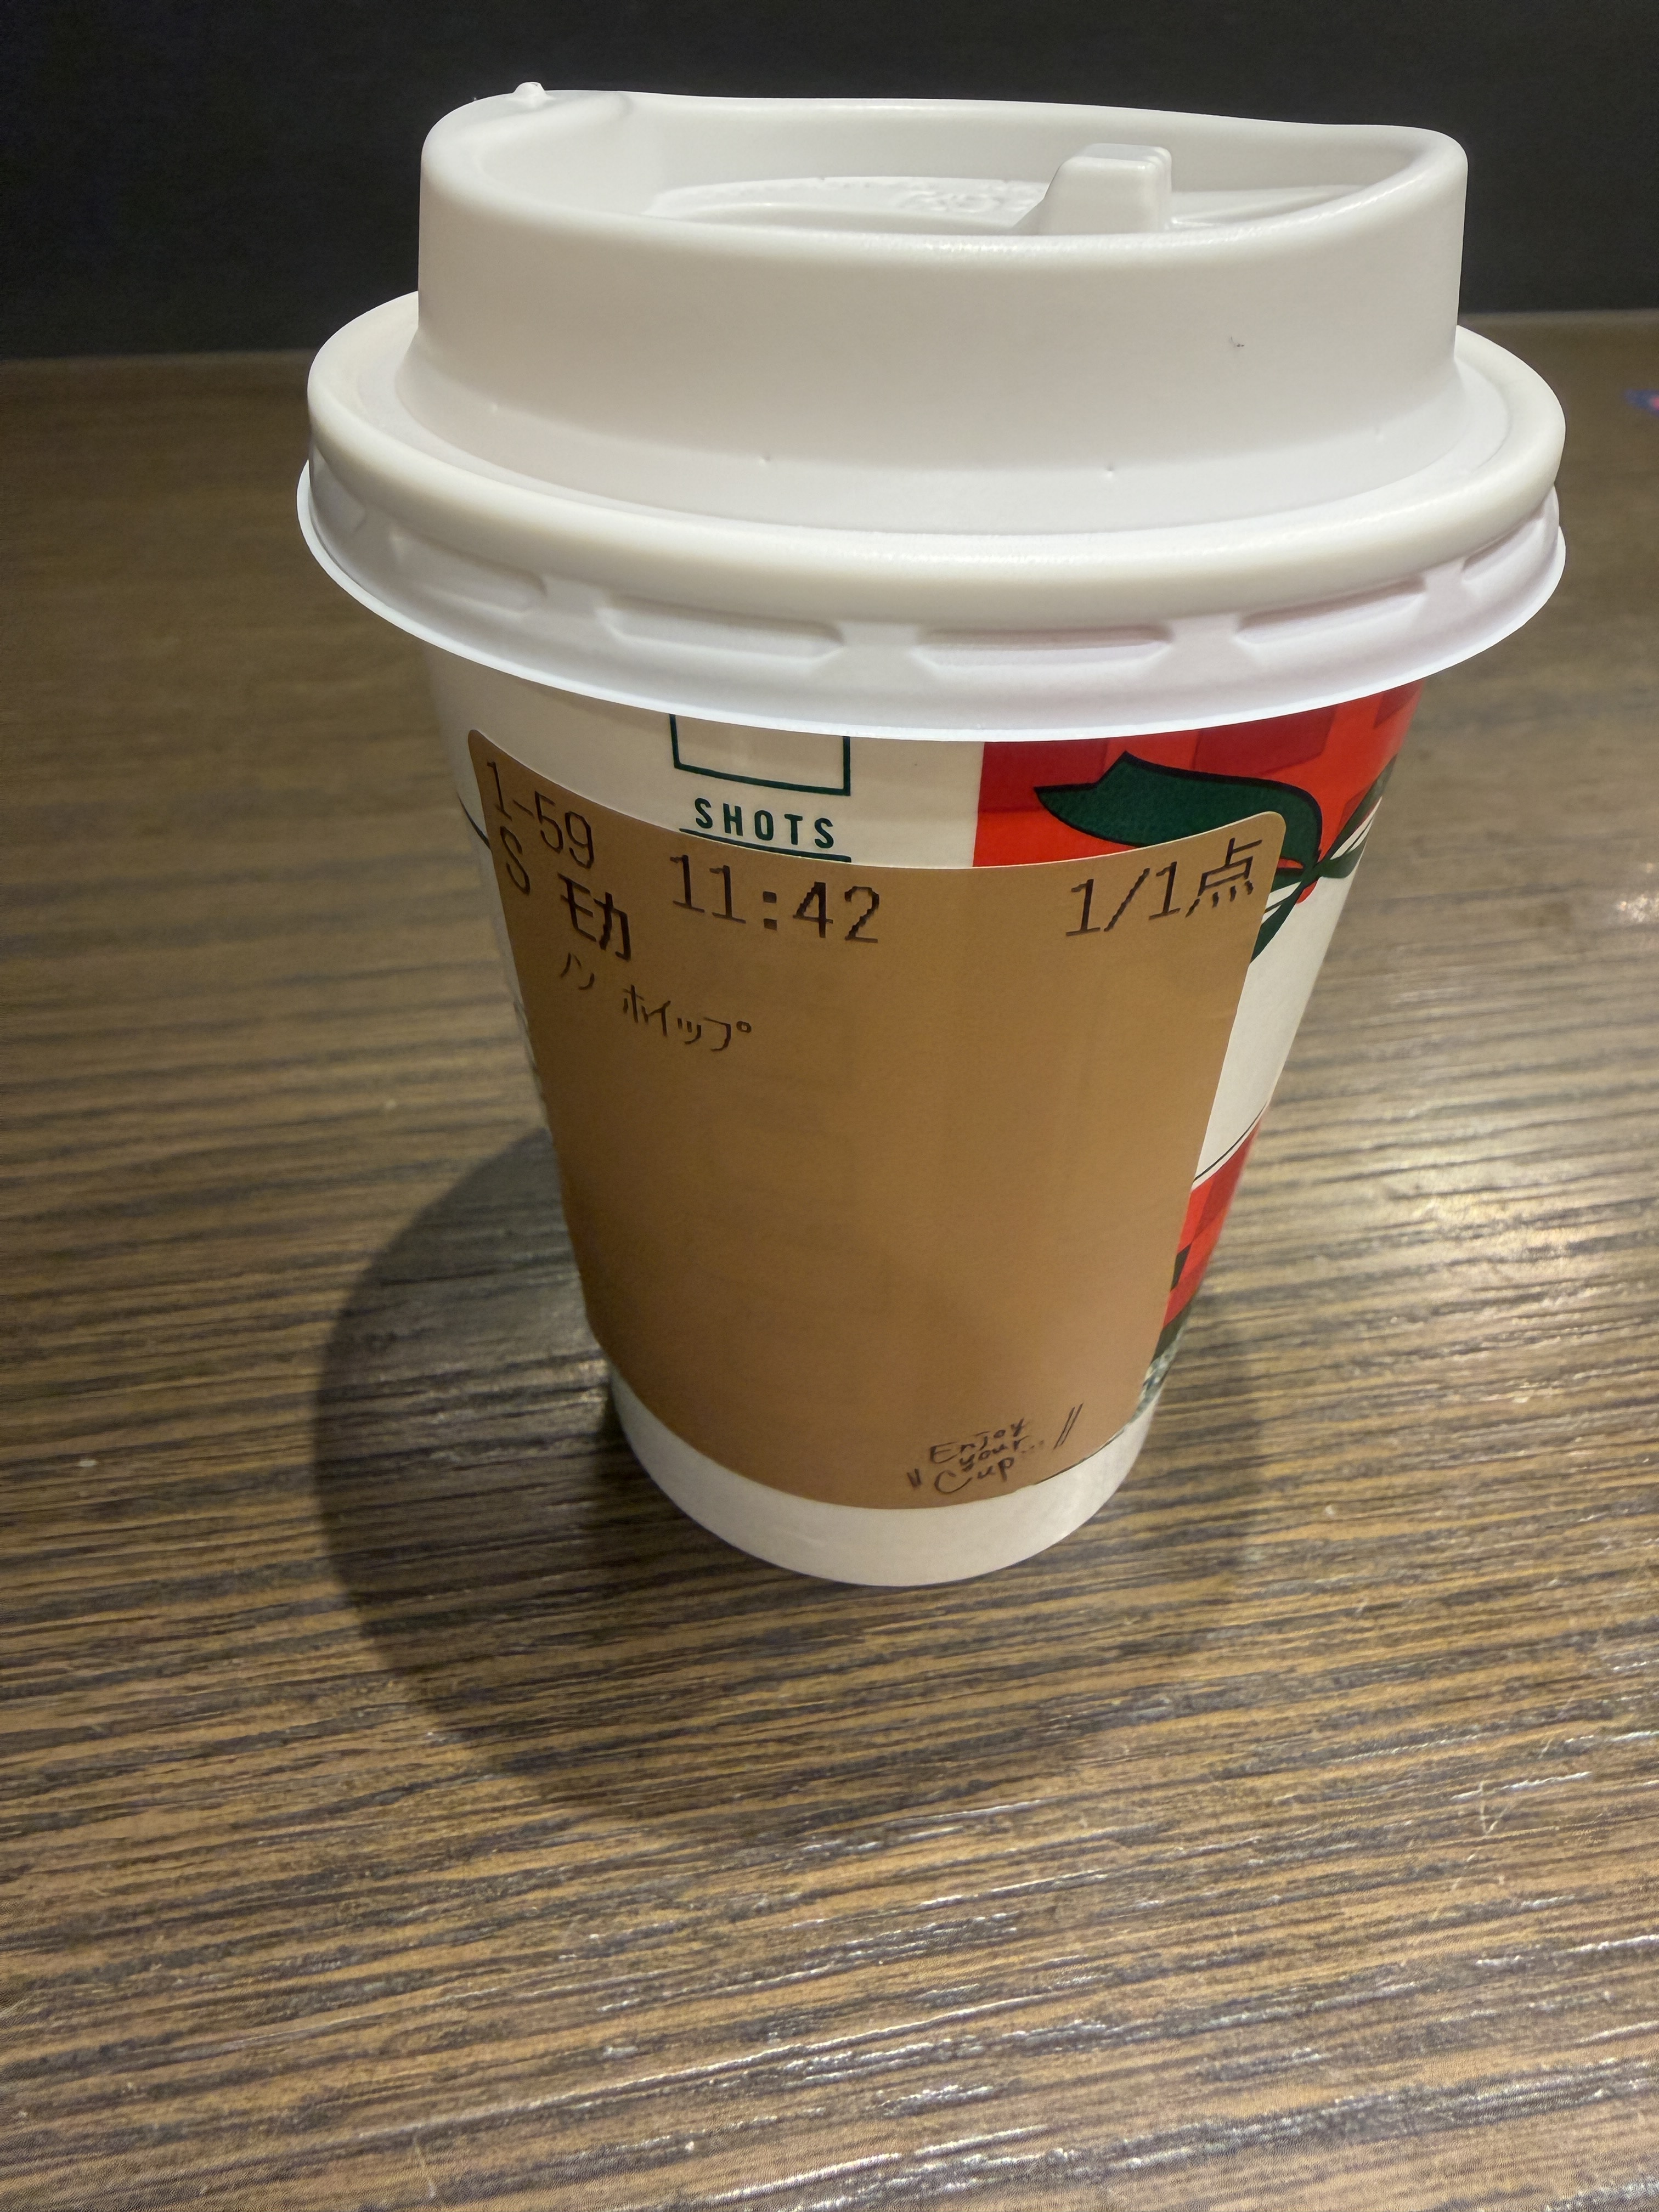 SHOTS
1-59 11:42 1/1点
S モカ
ノン ホイップ
"Enjoy
your...
Cup"